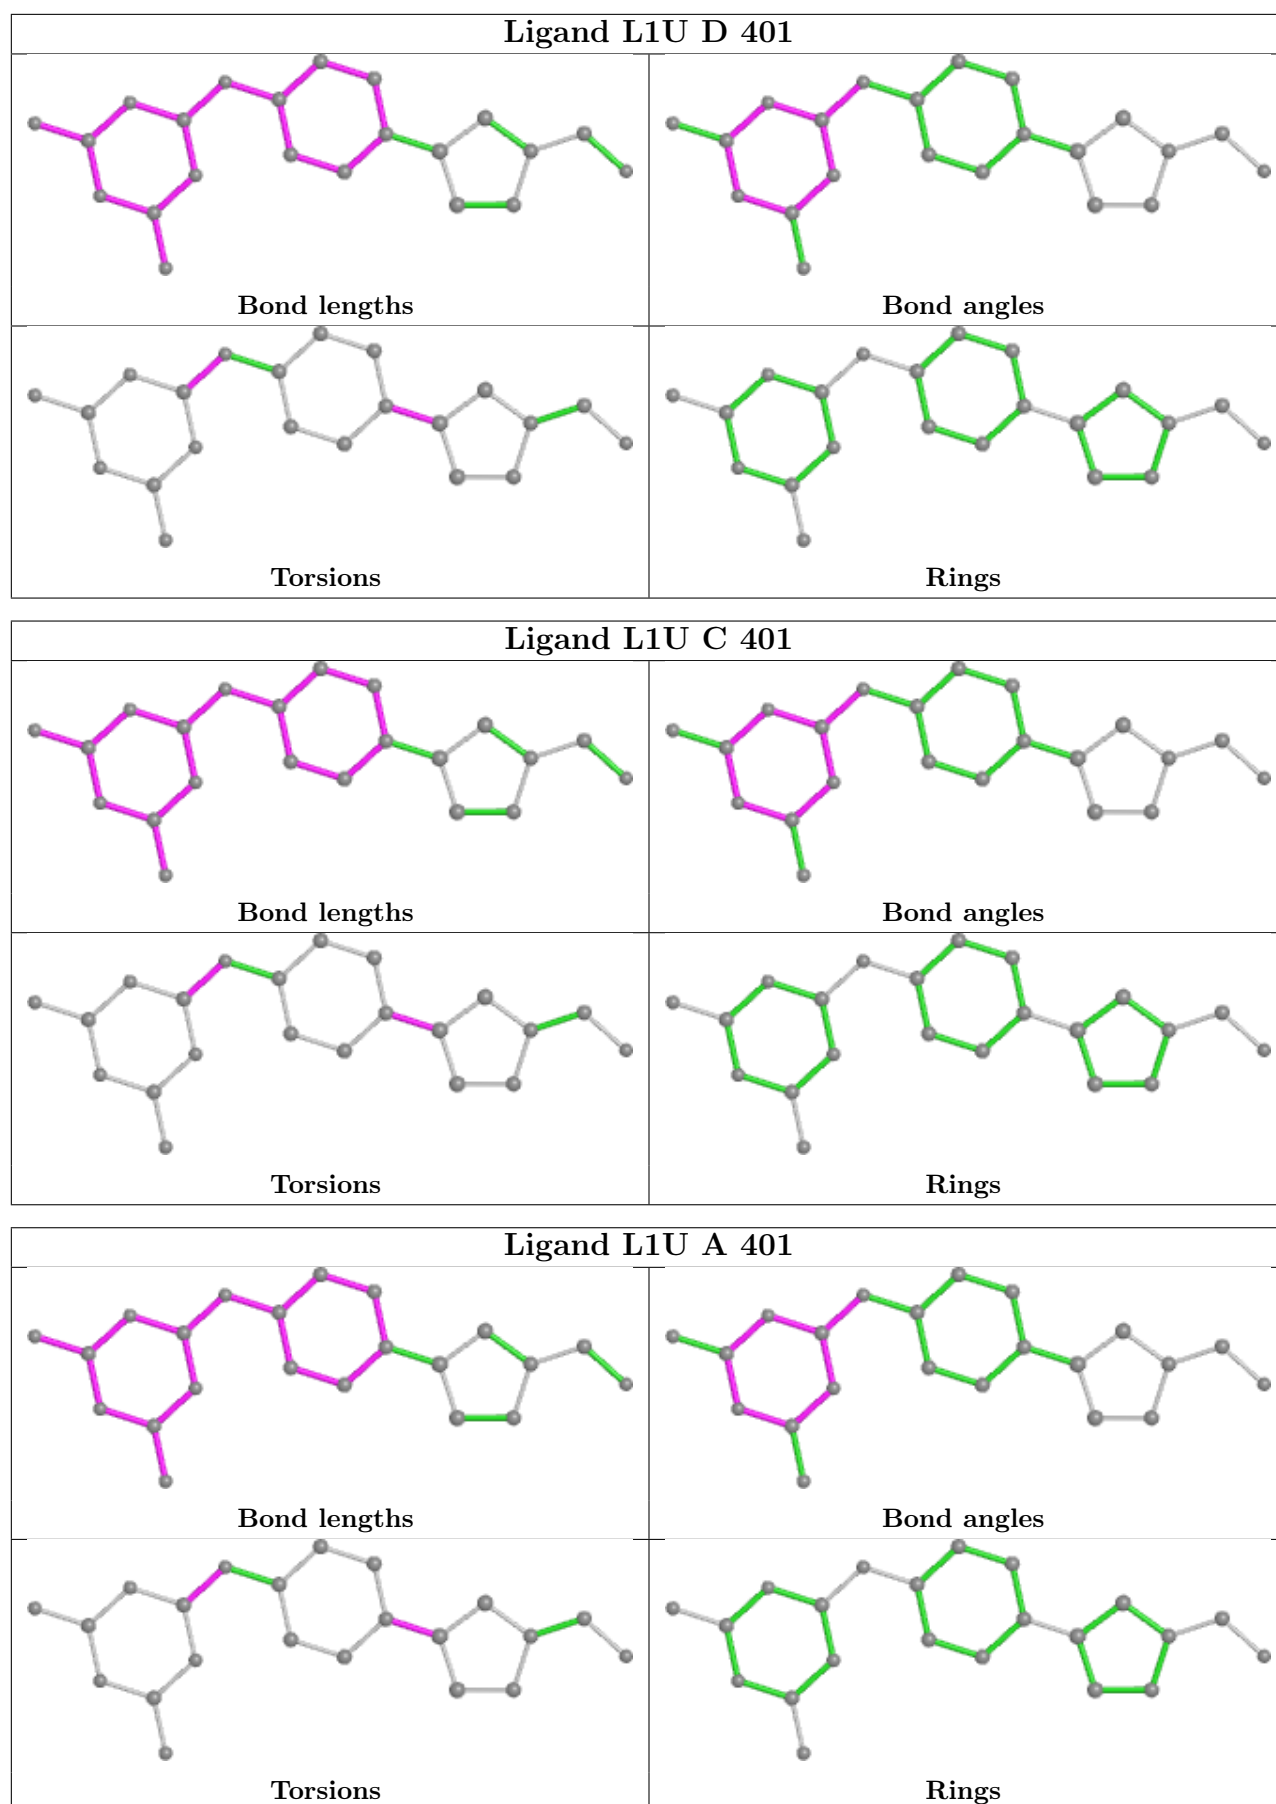 Ligand L1U D 401
Bond lengths
Bond angles
Torsions
Rings
Ligand L1U C 401
Bond lengths
Bond angles
Torsions
Rings
Ligand L1U A 401
Bond lengths
Bond angles
Torsions
Rings